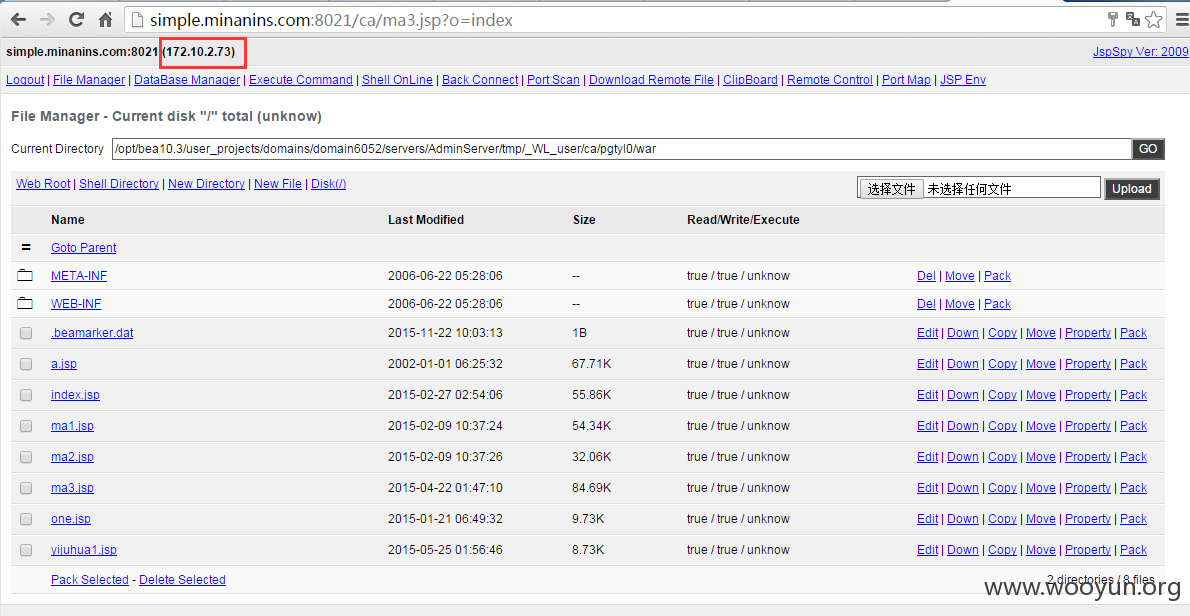 simple.minanins.com:8021/ca/ma3.jsp?o=index
simple.minanins.com:8021 (172.10.2.73) JspSpy Ver: 2009
Logout | File Manager | DataBase Manager | Execute Command | Shell OnLine | Back Connect | Port Scan | Download Remote File | ClipBoard | Remote Control | Port Map | JSP Env
File Manager - Current disk "/" total (unknow)
Current Directory /opt/bea10.3/user_projects/domains/domain6052/servers/AdminServer/tmp/_WL_user/ca/pgtyl0/war GO
Web Root | Shell Directory | New Directory | New File | Disk(/) 选择文件 未选择任何文件 Upload
Name Last Modified Size Read/Write/Execute
= Goto Parent
META-INF 2006-06-22 05:28:06 -- true / true / unknow Del | Move | Pack
WEB-INF 2006-06-22 05:28:06 -- true / true / unknow Del | Move | Pack
.beamarker.dat 2015-11-22 10:03:13 1B true / true / unknow Edit | Down | Copy | Move | Property | Pack
a.jsp 2002-01-01 06:25:32 67.71K true / true / unknow Edit | Down | Copy | Move | Property | Pack
index.jsp 2015-02-27 02:54:06 55.86K true / true / unknow Edit | Down | Copy | Move | Property | Pack
ma1.jsp 2015-02-09 10:37:24 54.34K true / true / unknow Edit | Down | Copy | Move | Property | Pack
ma2.jsp 2015-02-09 10:37:26 32.06K true / true / unknow Edit | Down | Copy | Move | Property | Pack
ma3.jsp 2015-04-22 01:47:10 84.69K true / true / unknow Edit | Down | Copy | Move | Property | Pack
one.jsp 2015-01-21 06:49:32 9.73K true / true / unknow Edit | Down | Copy | Move | Property | Pack
yijuhua1.jsp 2015-05-25 01:56:46 8.73K true / true / unknow Edit | Down | Copy | Move | Property | Pack
Pack Selected - Delete Selected 2 directories / 8 files
www.wooyun.org